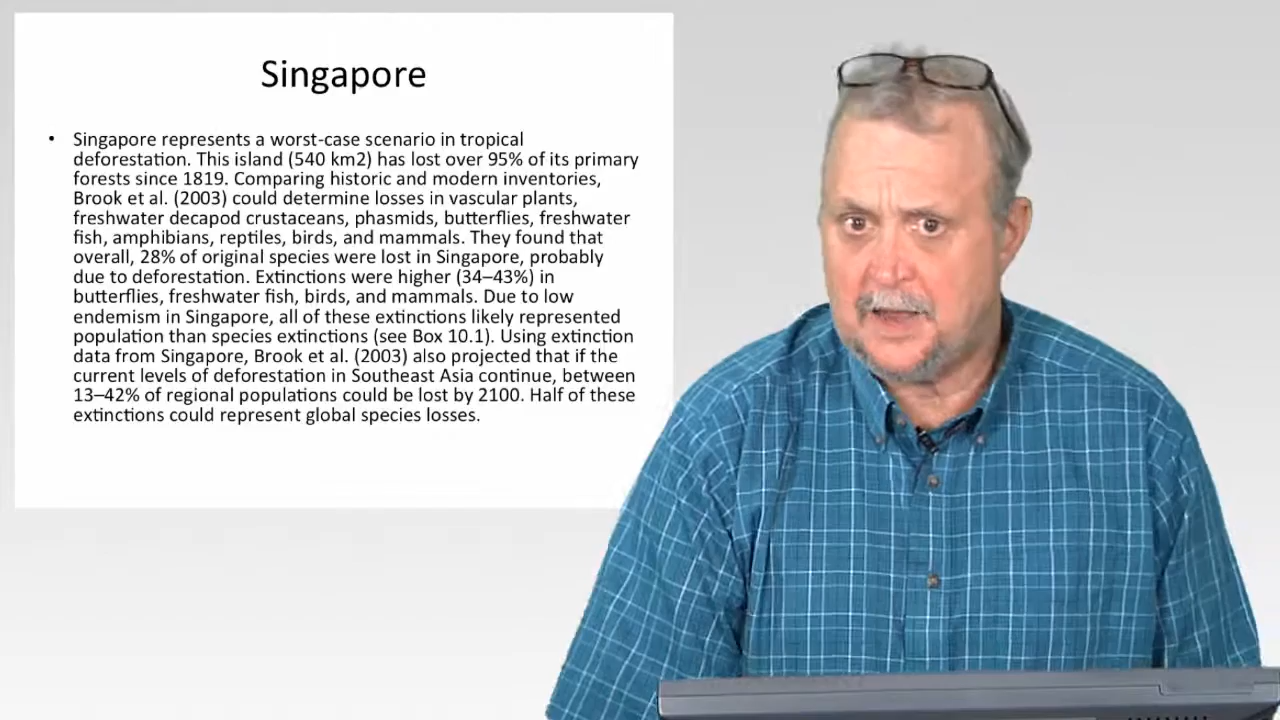 Singapore
• Singapore represents a worst-case scenario in tropical
deforestation. This island (540 km2) has lost over 95% of its primary
forests since 1819. Comparing historic and modern inventories,
Brook et al. (2003) could determine losses in vascular plants,
freshwater decapod crustaceans, phasmids, butterflies, freshwater
fish, amphibians, reptiles, birds, and mammals. They found that
overall, 28% of original species were lost in Singapore, probably
due to deforestation. Extinctions were higher (34–43%) in
butterflies, freshwater fish, birds, and mammals. Due to low
endemism in Singapore, all of these extinctions likely represented
population than species extinctions (see Box 10.1). Using extinction
data from Singapore, Brook et al. (2003) also projected that if the
current levels of deforestation in Southeast Asia continue, between
13–42% of regional populations could be lost by 2100. Half of these
extinctions could represent global species losses.